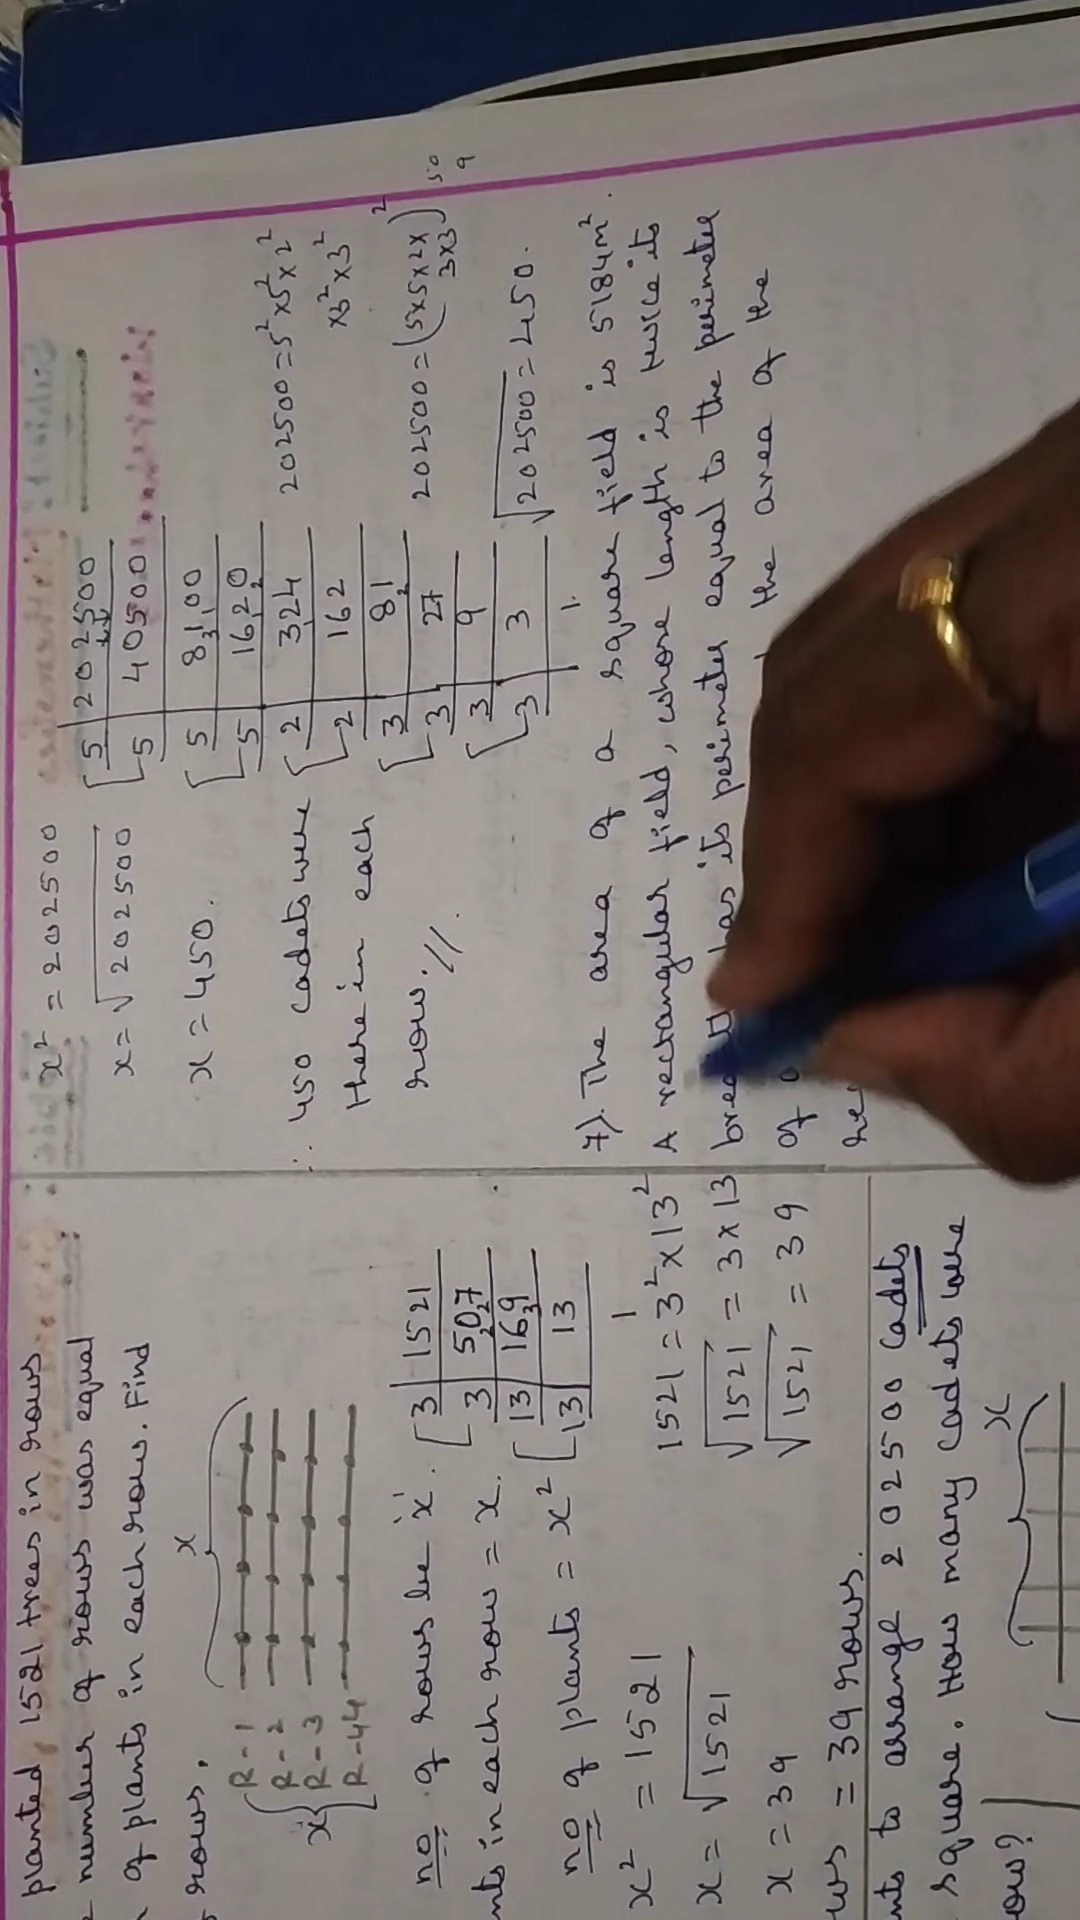 planted, 1521 trees in rows
number of rows was equal
of plants in each row. Find
rows.
x
R-1
R-2
R-3
R-44
x
no. of rows be 'x'.
nts in each row = x.
no of plants = x²
x² = 1521
x = √1521
x = 39
ws = 39 rows.
3 1521
3 507
13 169
13 13
1
1521 = 3² x 13²
√1521 = 3 x 13
√1521 = 39
nts to arrange 202500 cadets
square. How many cadets were
ow?
x
x² = 202500
x = √202500
x = 450.
∴ 450 cadets were
there in each
row.//
5 202500
5 40500
5 8100
5 1620
2 324
2 162
3 81
3 27
3 9
3 3
1.
202500 = 5² x 5² x 2²
x 3² x 3²
202500 = (5 x 5 x 2 x
3 x 3)²
50
9
√202500 = 450.
7). The area of a square field is 5184m².
A rectangular field, whose length is twice its
has its perimeter equal to the perimeter
of the area of the